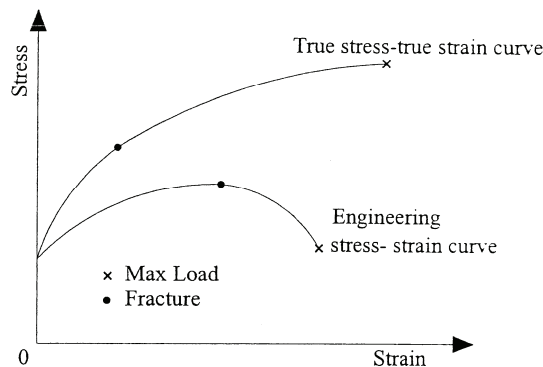 True stress-true strain curve
Stress
Engineering
stress- strain curve
× Max Load
• Fracture
0
Strain